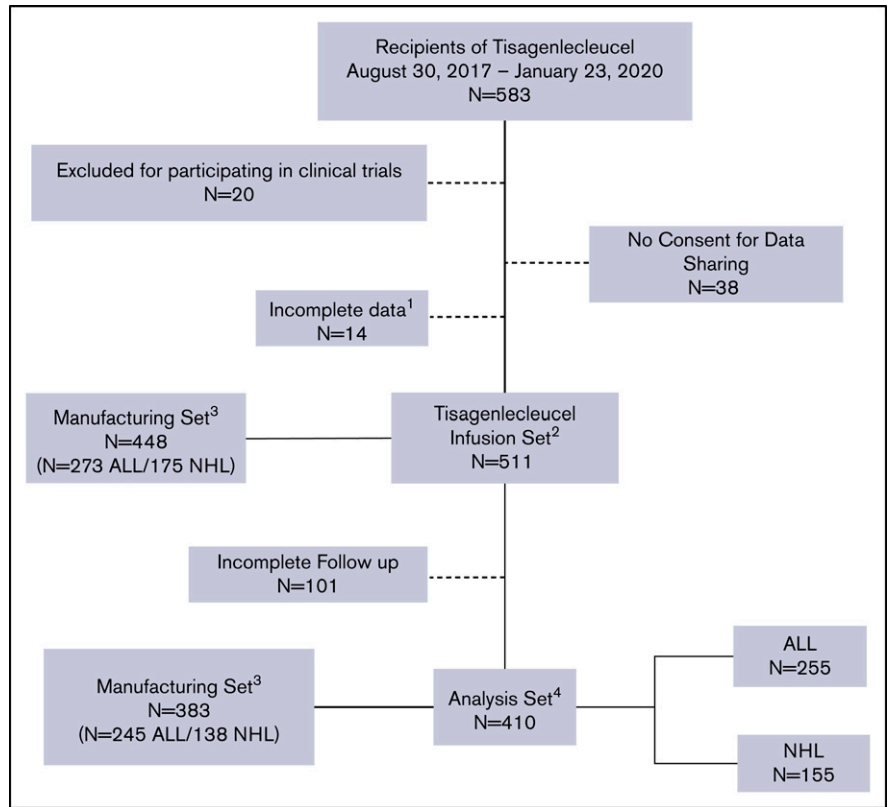 Recipients of Tisagenlecleucel
August 30, 2017 – January 23, 2020
N=583
Excluded for participating in clinical trials
N=20
No Consent for Data
Sharing
N=38
Incomplete data¹
N=14
Manufacturing Set³
N=448
(N=273 ALL/175 NHL)
Tisagenlecleucel
Infusion Set²
N=511
Incomplete Follow up
N=101
Manufacturing Set³
N=383
(N=245 ALL/138 NHL)
Analysis Set⁴
N=410
ALL
N=255
NHL
N=155